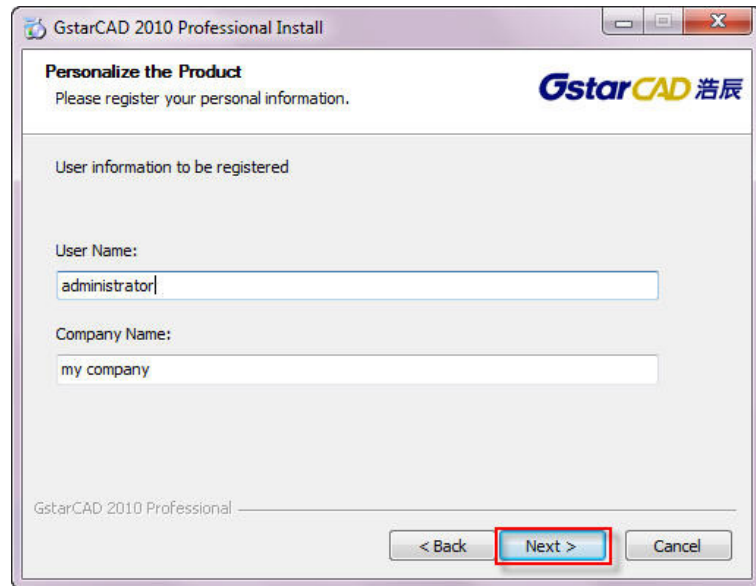 GstarCAD 2010 Professional Install
Personalize the Product
Please register your personal information.
GstarCAD 浩辰
User information to be registered
User Name:
administrator
Company Name:
my company
GstarCAD 2010 Professional
< Back Next > Cancel